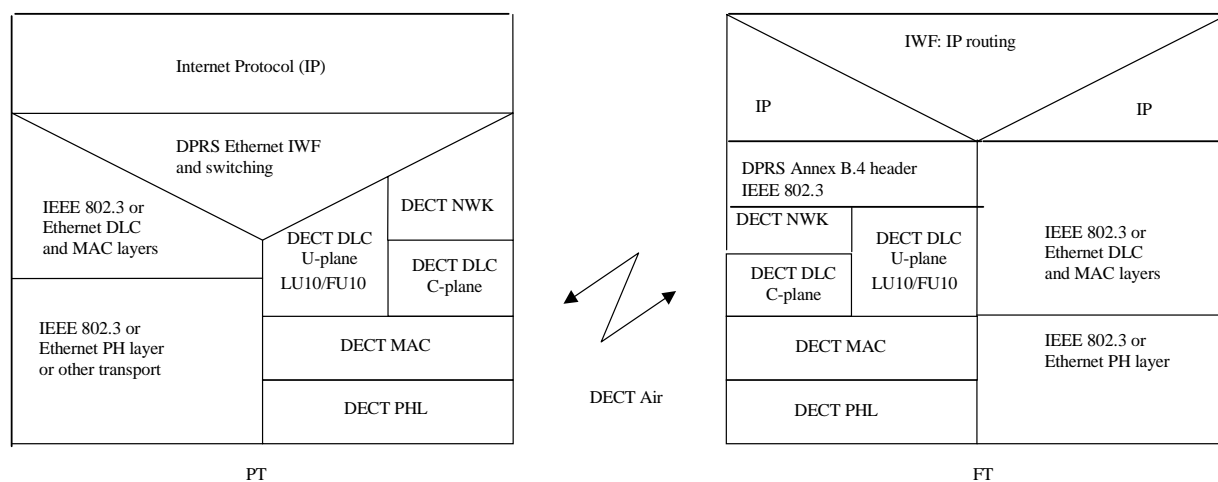 Internet Protocol (IP)
DPRS Ethernet IWF
and switching
IEEE 802.3 or
Ethernet DLC
and MAC layers
DECT NWK
DECT DLC
U-plane
LU10/FU10
DECT DLC
C-plane
IEEE 802.3 or
Ethernet PH layer
or other transport
DECT MAC
DECT PHL
PT
DECT Air
IWF: IP routing
IP
IP
DPRS Annex B.4 header
IEEE 802.3
DECT NWK
DECT DLC
U-plane
LU10/FU10
DECT DLC
C-plane
IEEE 802.3 or
Ethernet DLC
and MAC layers
DECT MAC
IEEE 802.3 or
Ethernet PH layer
DECT PHL
FT